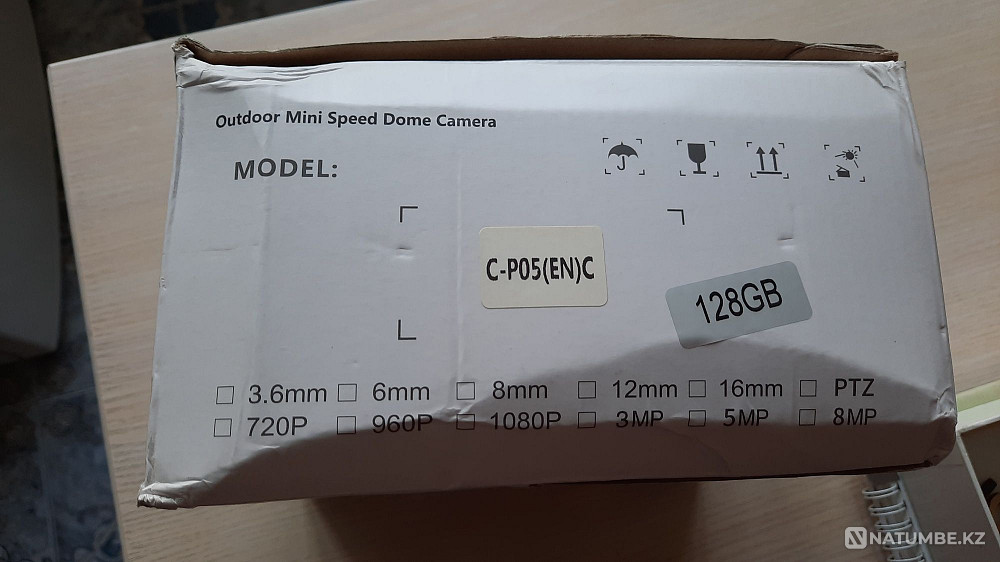 Outdoor Mini Speed Dome Camera
MODEL:
C-P05(EN)C
128GB
3.6mm 6mm 8mm 12mm 16mm PTZ
720P 960P 1080P 3MP 5MP 8MP
NATUMBE.KZ